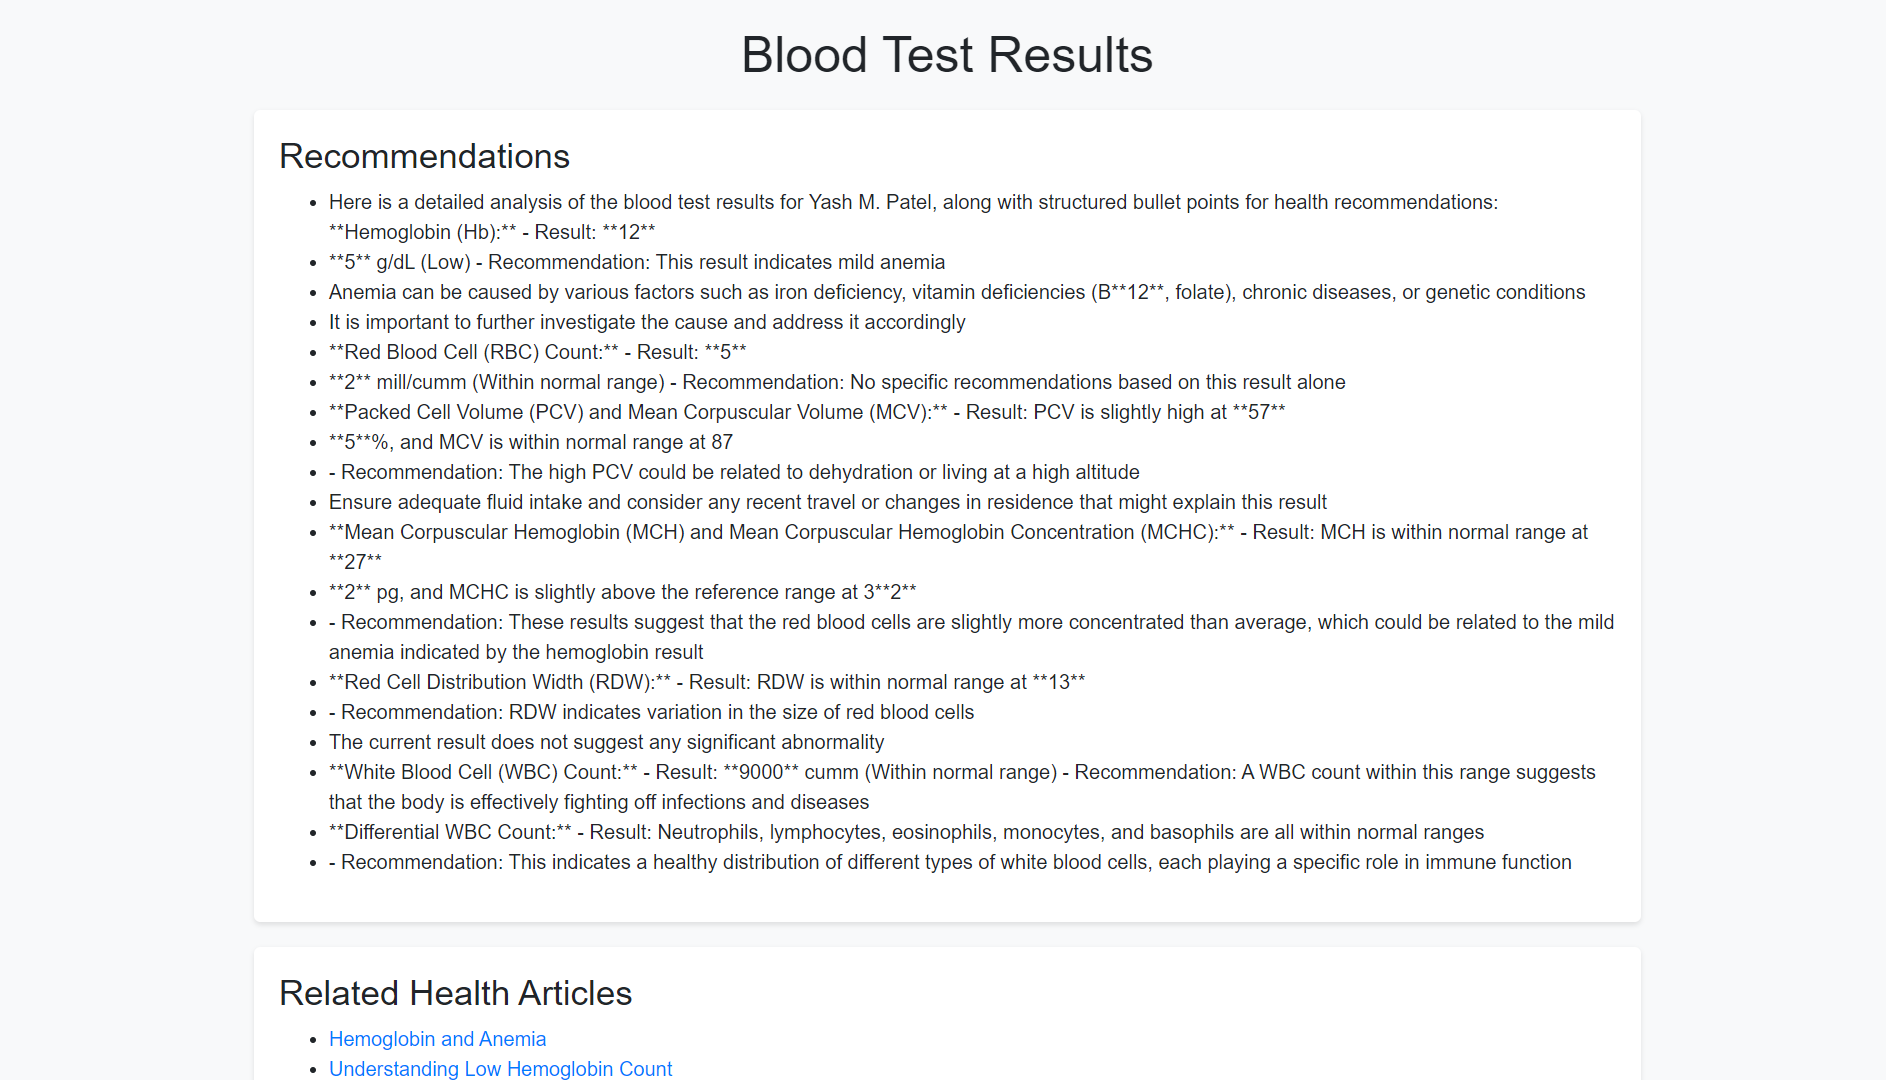 Blood Test Results
Recommendations
• Here is a detailed analysis of the blood test results for Yash M. Patel, along with structured bullet points for health recommendations:
**Hemoglobin (Hb):** - Result: **12**
• **5** g/dL (Low) - Recommendation: This result indicates mild anemia
• Anemia can be caused by various factors such as iron deficiency, vitamin deficiencies (B**12**, folate), chronic diseases, or genetic conditions
• It is important to further investigate the cause and address it accordingly
• **Red Blood Cell (RBC) Count:** - Result: **5**
• **2** mill/cumm (Within normal range) - Recommendation: No specific recommendations based on this result alone
• **Packed Cell Volume (PCV) and Mean Corpuscular Volume (MCV):** - Result: PCV is slightly high at **57**
• **5**%, and MCV is within normal range at 87
• - Recommendation: The high PCV could be related to dehydration or living at a high altitude
• Ensure adequate fluid intake and consider any recent travel or changes in residence that might explain this result
• **Mean Corpuscular Hemoglobin (MCH) and Mean Corpuscular Hemoglobin Concentration (MCHC):** - Result: MCH is within normal range at
**27**
• **2** pg, and MCHC is slightly above the reference range at 3**2**
• - Recommendation: These results suggest that the red blood cells are slightly more concentrated than average, which could be related to the mild
anemia indicated by the hemoglobin result
• **Red Cell Distribution Width (RDW):** - Result: RDW is within normal range at **13**
• - Recommendation: RDW indicates variation in the size of red blood cells
• The current result does not suggest any significant abnormality
• **White Blood Cell (WBC) Count:** - Result: **9000** cumm (Within normal range) - Recommendation: A WBC count within this range suggests
that the body is effectively fighting off infections and diseases
• **Differential WBC Count:** - Result: Neutrophils, lymphocytes, eosinophils, monocytes, and basophils are all within normal ranges
• - Recommendation: This indicates a healthy distribution of different types of white blood cells, each playing a specific role in immune function
Related Health Articles
• Hemoglobin and Anemia
• Understanding Low Hemoglobin Count